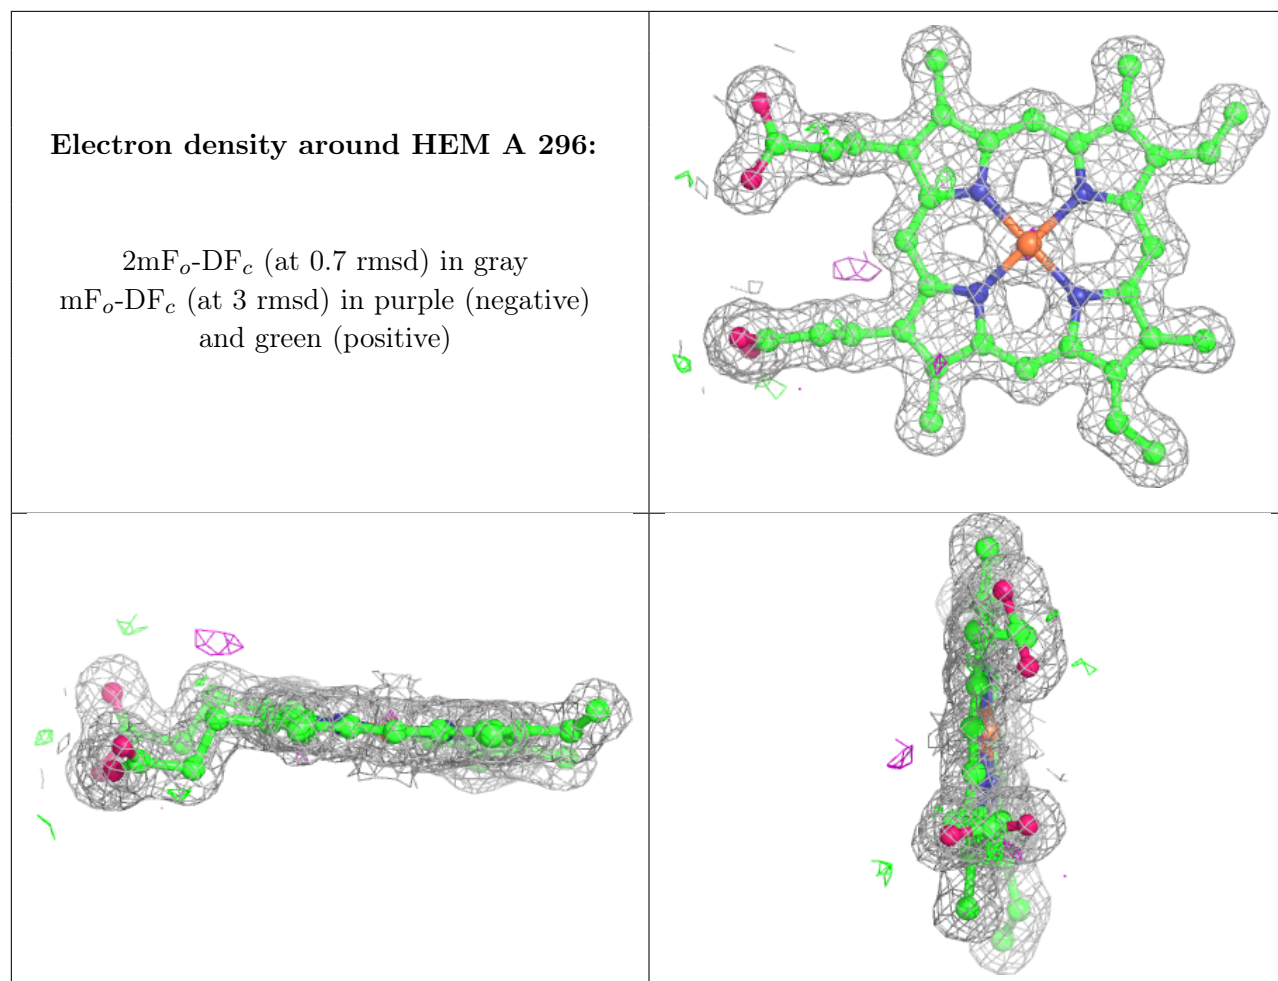 Electron density around HEM A 296:
2mFo-DFc (at 0.7 rmsd) in gray
mFo-DFc (at 3 rmsd) in purple (negative)
and green (positive)